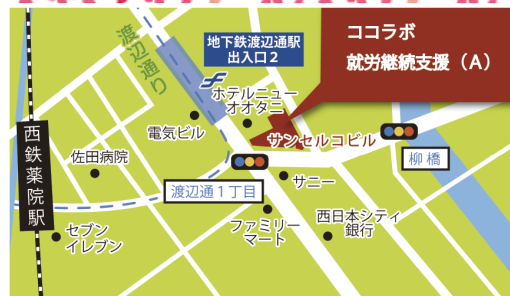 ココラボ
就労継続支援（A）
地下鉄渡辺通駅
出入口２
渡辺通り
ホテルニュー
オオタニ
電気ビル
サンセルコビル
柳橋
西鉄薬院駅
佐田病院
渡辺通１丁目
サニー
セブン
イレブン
ファミリー
マート
西日本シティ
銀行